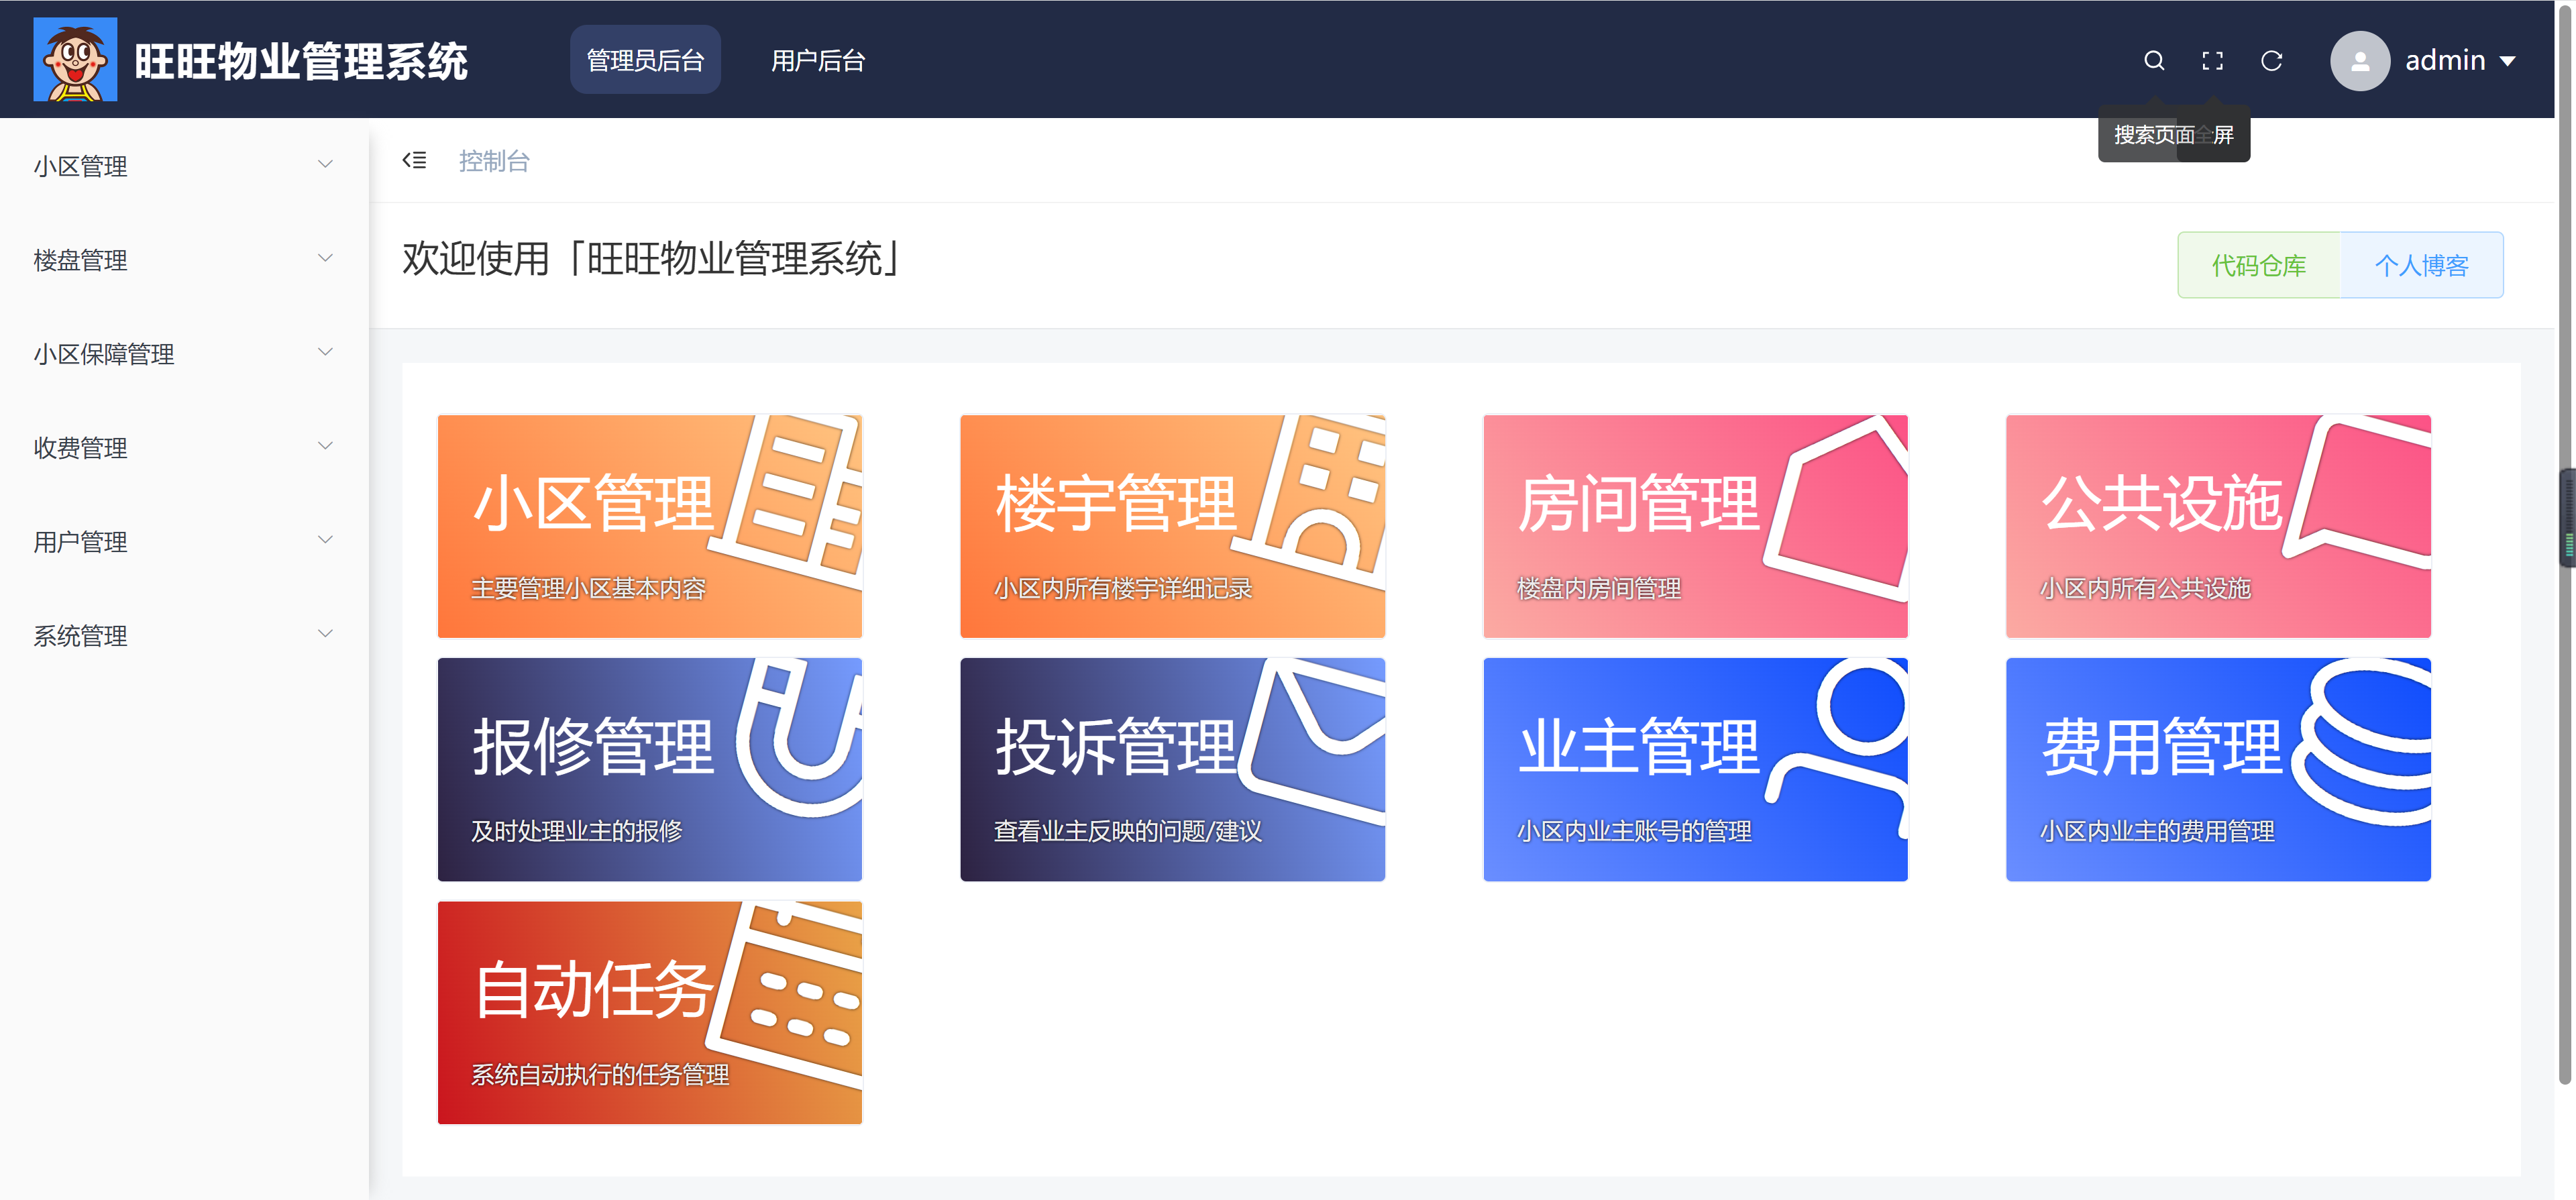 旺旺物业管理系统
管理员后台
用户后台
admin
搜索页面
全屏
小区管理
楼盘管理
小区保障管理
收费管理
用户管理
系统管理
控制台
欢迎使用「旺旺物业管理系统」
代码仓库
个人博客
小区管理
主要管理小区基本内容
楼宇管理
小区内所有楼宇详细记录
房间管理
楼盘内房间管理
公共设施
小区内所有公共设施
报修管理
及时处理业主的报修
投诉管理
查看业主反映的问题/建议
业主管理
小区内业主账号的管理
费用管理
小区内业主的费用管理
自动任务
系统自动执行的任务管理